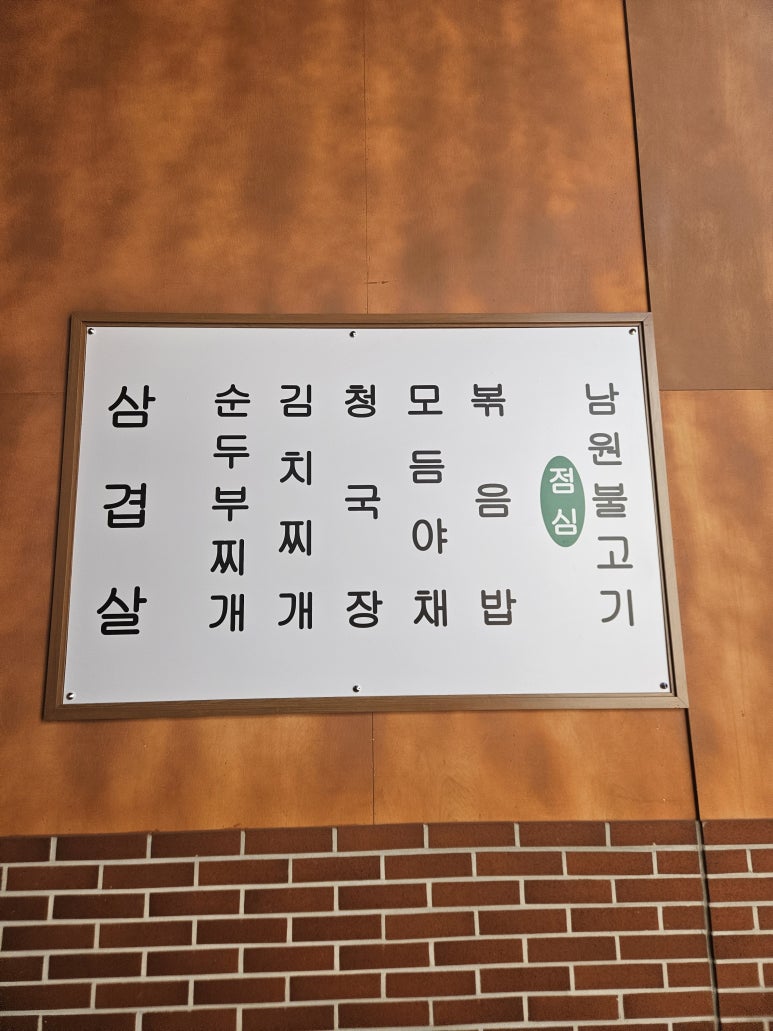 삼겹살
순두부찌개
김치찌개
청국장
모듬야채
볶음밥
점심
남원불고기